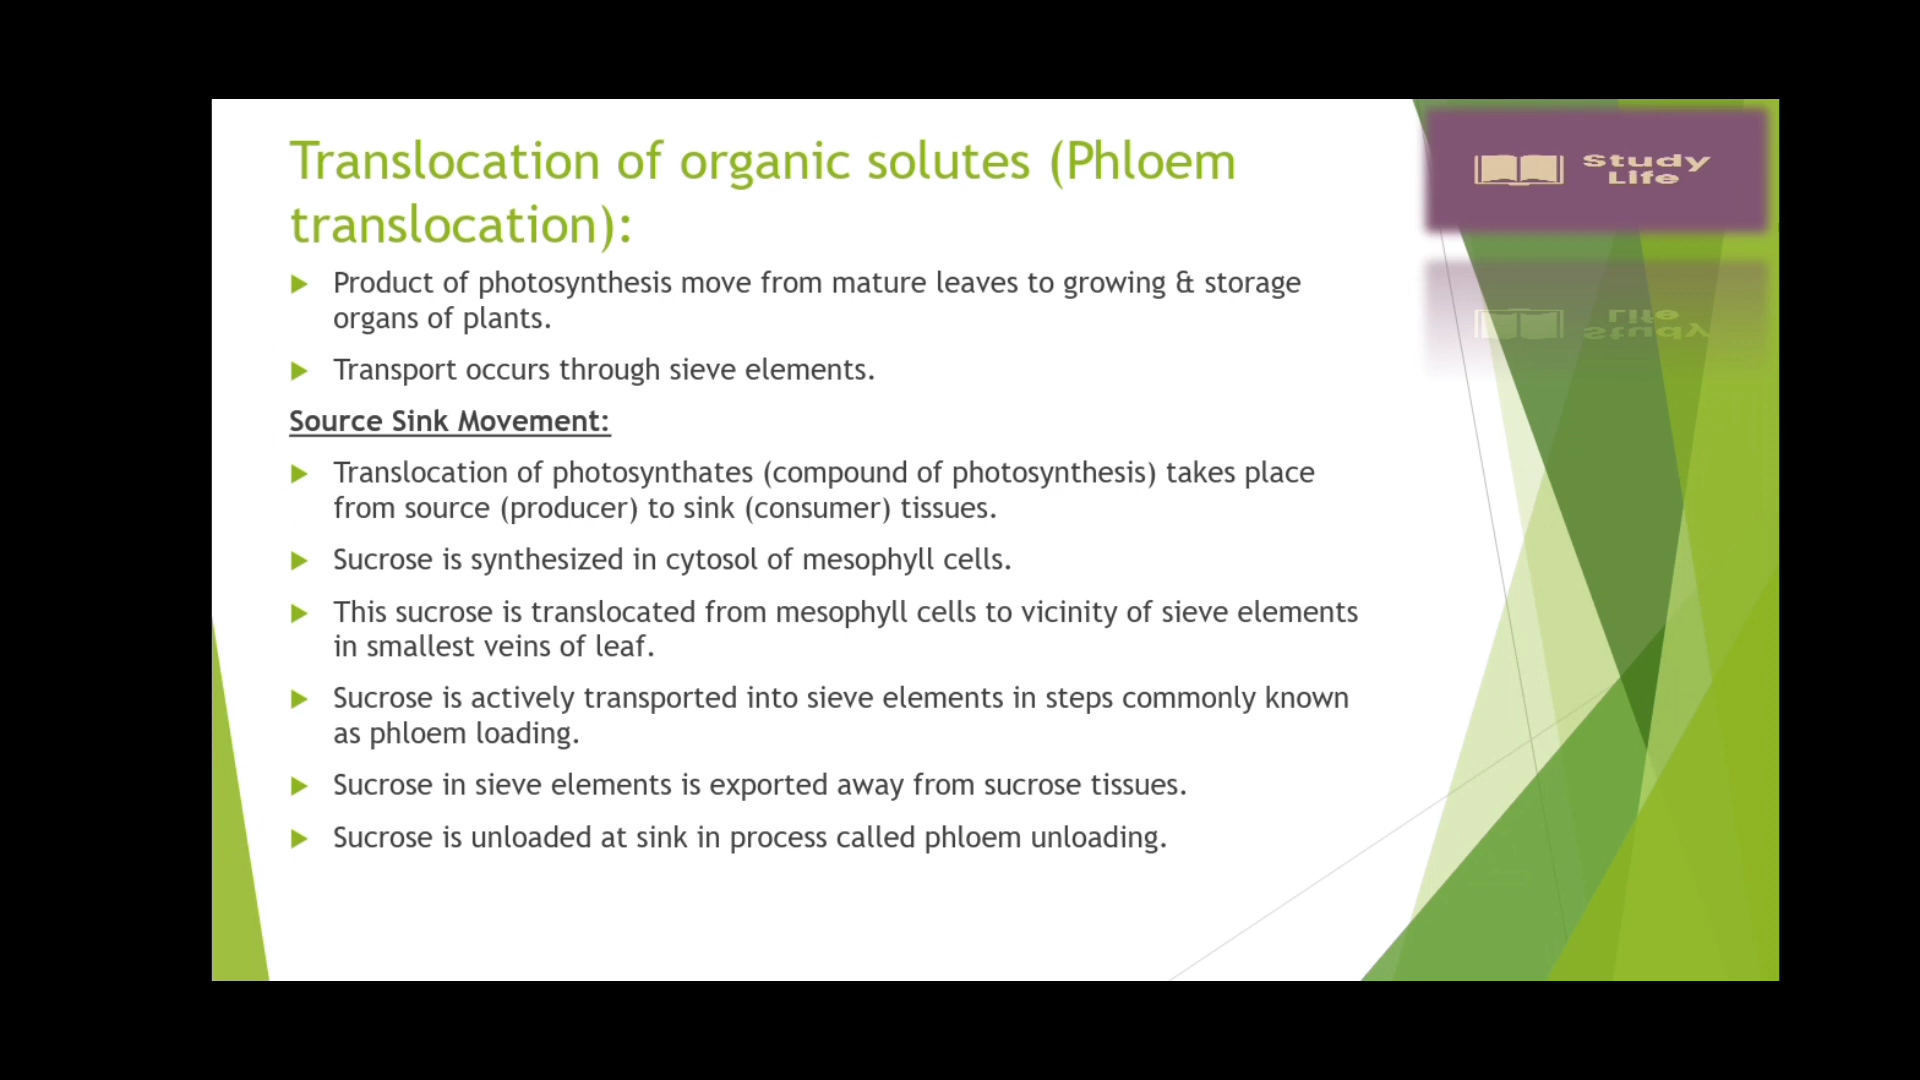 Translocation of organic solutes (Phloem
translocation):
Product of photosynthesis move from mature leaves to growing & storage
organs of plants.
Transport occurs through sieve elements.
Source Sink Movement:
Translocation of photosynthates (compound of photosynthesis) takes place
from source (producer) to sink (consumer) tissues.
Sucrose is synthesized in cytosol of mesophyll cells.
This sucrose is translocated from mesophyll cells to vicinity of sieve elements
in smallest veins of leaf.
Sucrose is actively transported into sieve elements in steps commonly known
as phloem loading.
Sucrose in sieve elements is exported away from sucrose tissues.
Sucrose is unloaded at sink in process called phloem unloading.
Study
Life